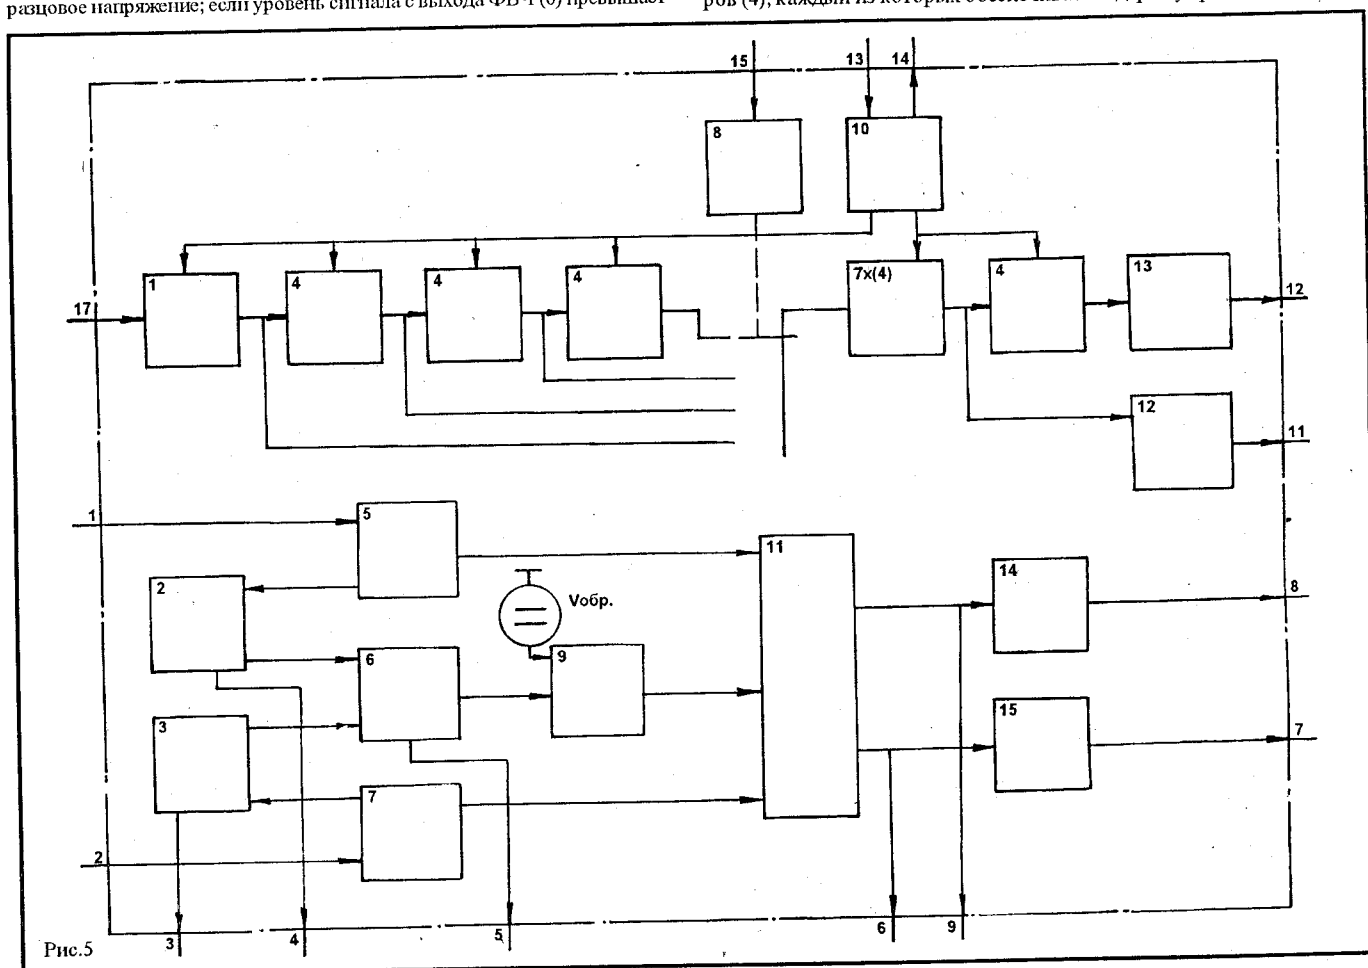 разцовое напряжение; если уровень сигнала с выхода ФВЧ (6) превышает
ров (4), каждый из которых
15 13 14
8 10
1 4 4 4 7x(4) 4 13
17 12
12
11
1 5 11
2 14
Vобр. 8
6 9
3 15
7
7
2
3 4 5 6 9
Рис.5